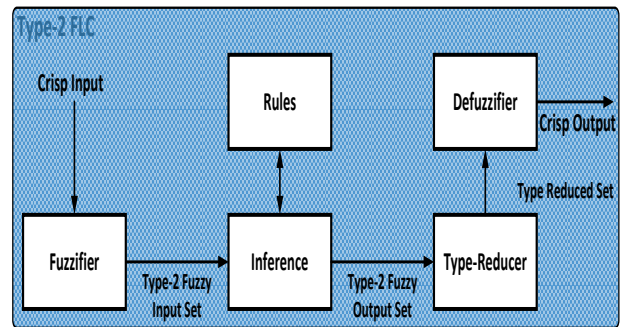 Type-2 FLC
Crisp Input
Rules
Defuzzifier
Crisp Output
Type Reduced Set
Fuzzifier
Type-2 Fuzzy
Input Set
Inference
Type-2 Fuzzy
Output Set
Type-Reducer